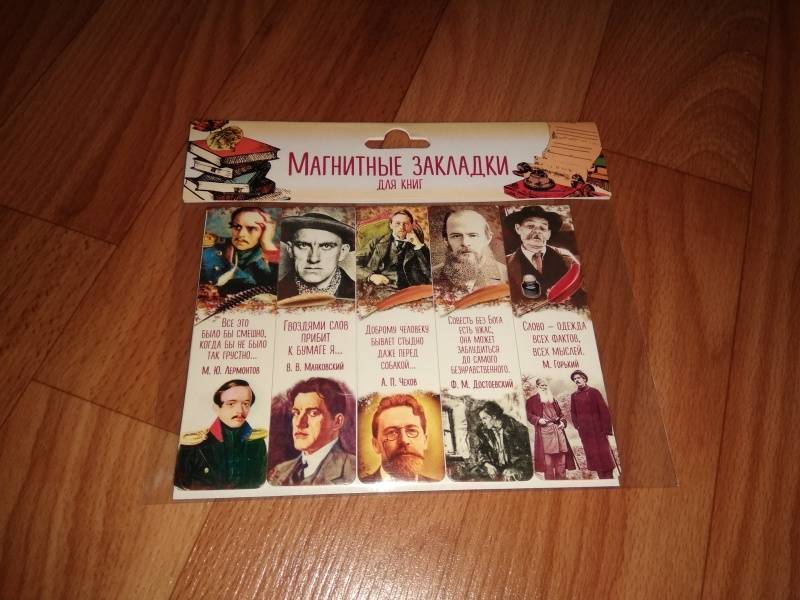 МАГНИТНЫЕ ЗАКЛАДКИ
ДЛЯ КНИГ
ВСЕ ЭТО
БЫЛО БЫ СМЕШНО,
КОГДА БЫ НЕ БЫЛО
ТАК ГРУСТНО...
М. Ю. ЛЕРМОНТОВ
ГВОЗДЯМИ СЛОВ
ПРИБИТ
К БУМАГЕ Я...
В. В. МАЯКОВСКИЙ
ДОБРОМУ ЧЕЛОВЕКУ
БЫВАЕТ СТЫДНО
ДАЖЕ ПЕРЕД
СОБАКОЙ...
А. П. ЧЕХОВ
СОВЕСТЬ БЕЗ БОГА
ЕСТЬ УЖАС,
ОНА МОЖЕТ
ЗАБЛУДИТЬСЯ
ДО САМОГО
БЕЗНРАВСТВЕННОГО.
Ф. М. ДОСТОЕВСКИЙ
СЛОВО — ОДЕЖДА
ВСЕХ ФАКТОВ,
ВСЕХ МЫСЛЕЙ.
М. ГОРЬКИЙ